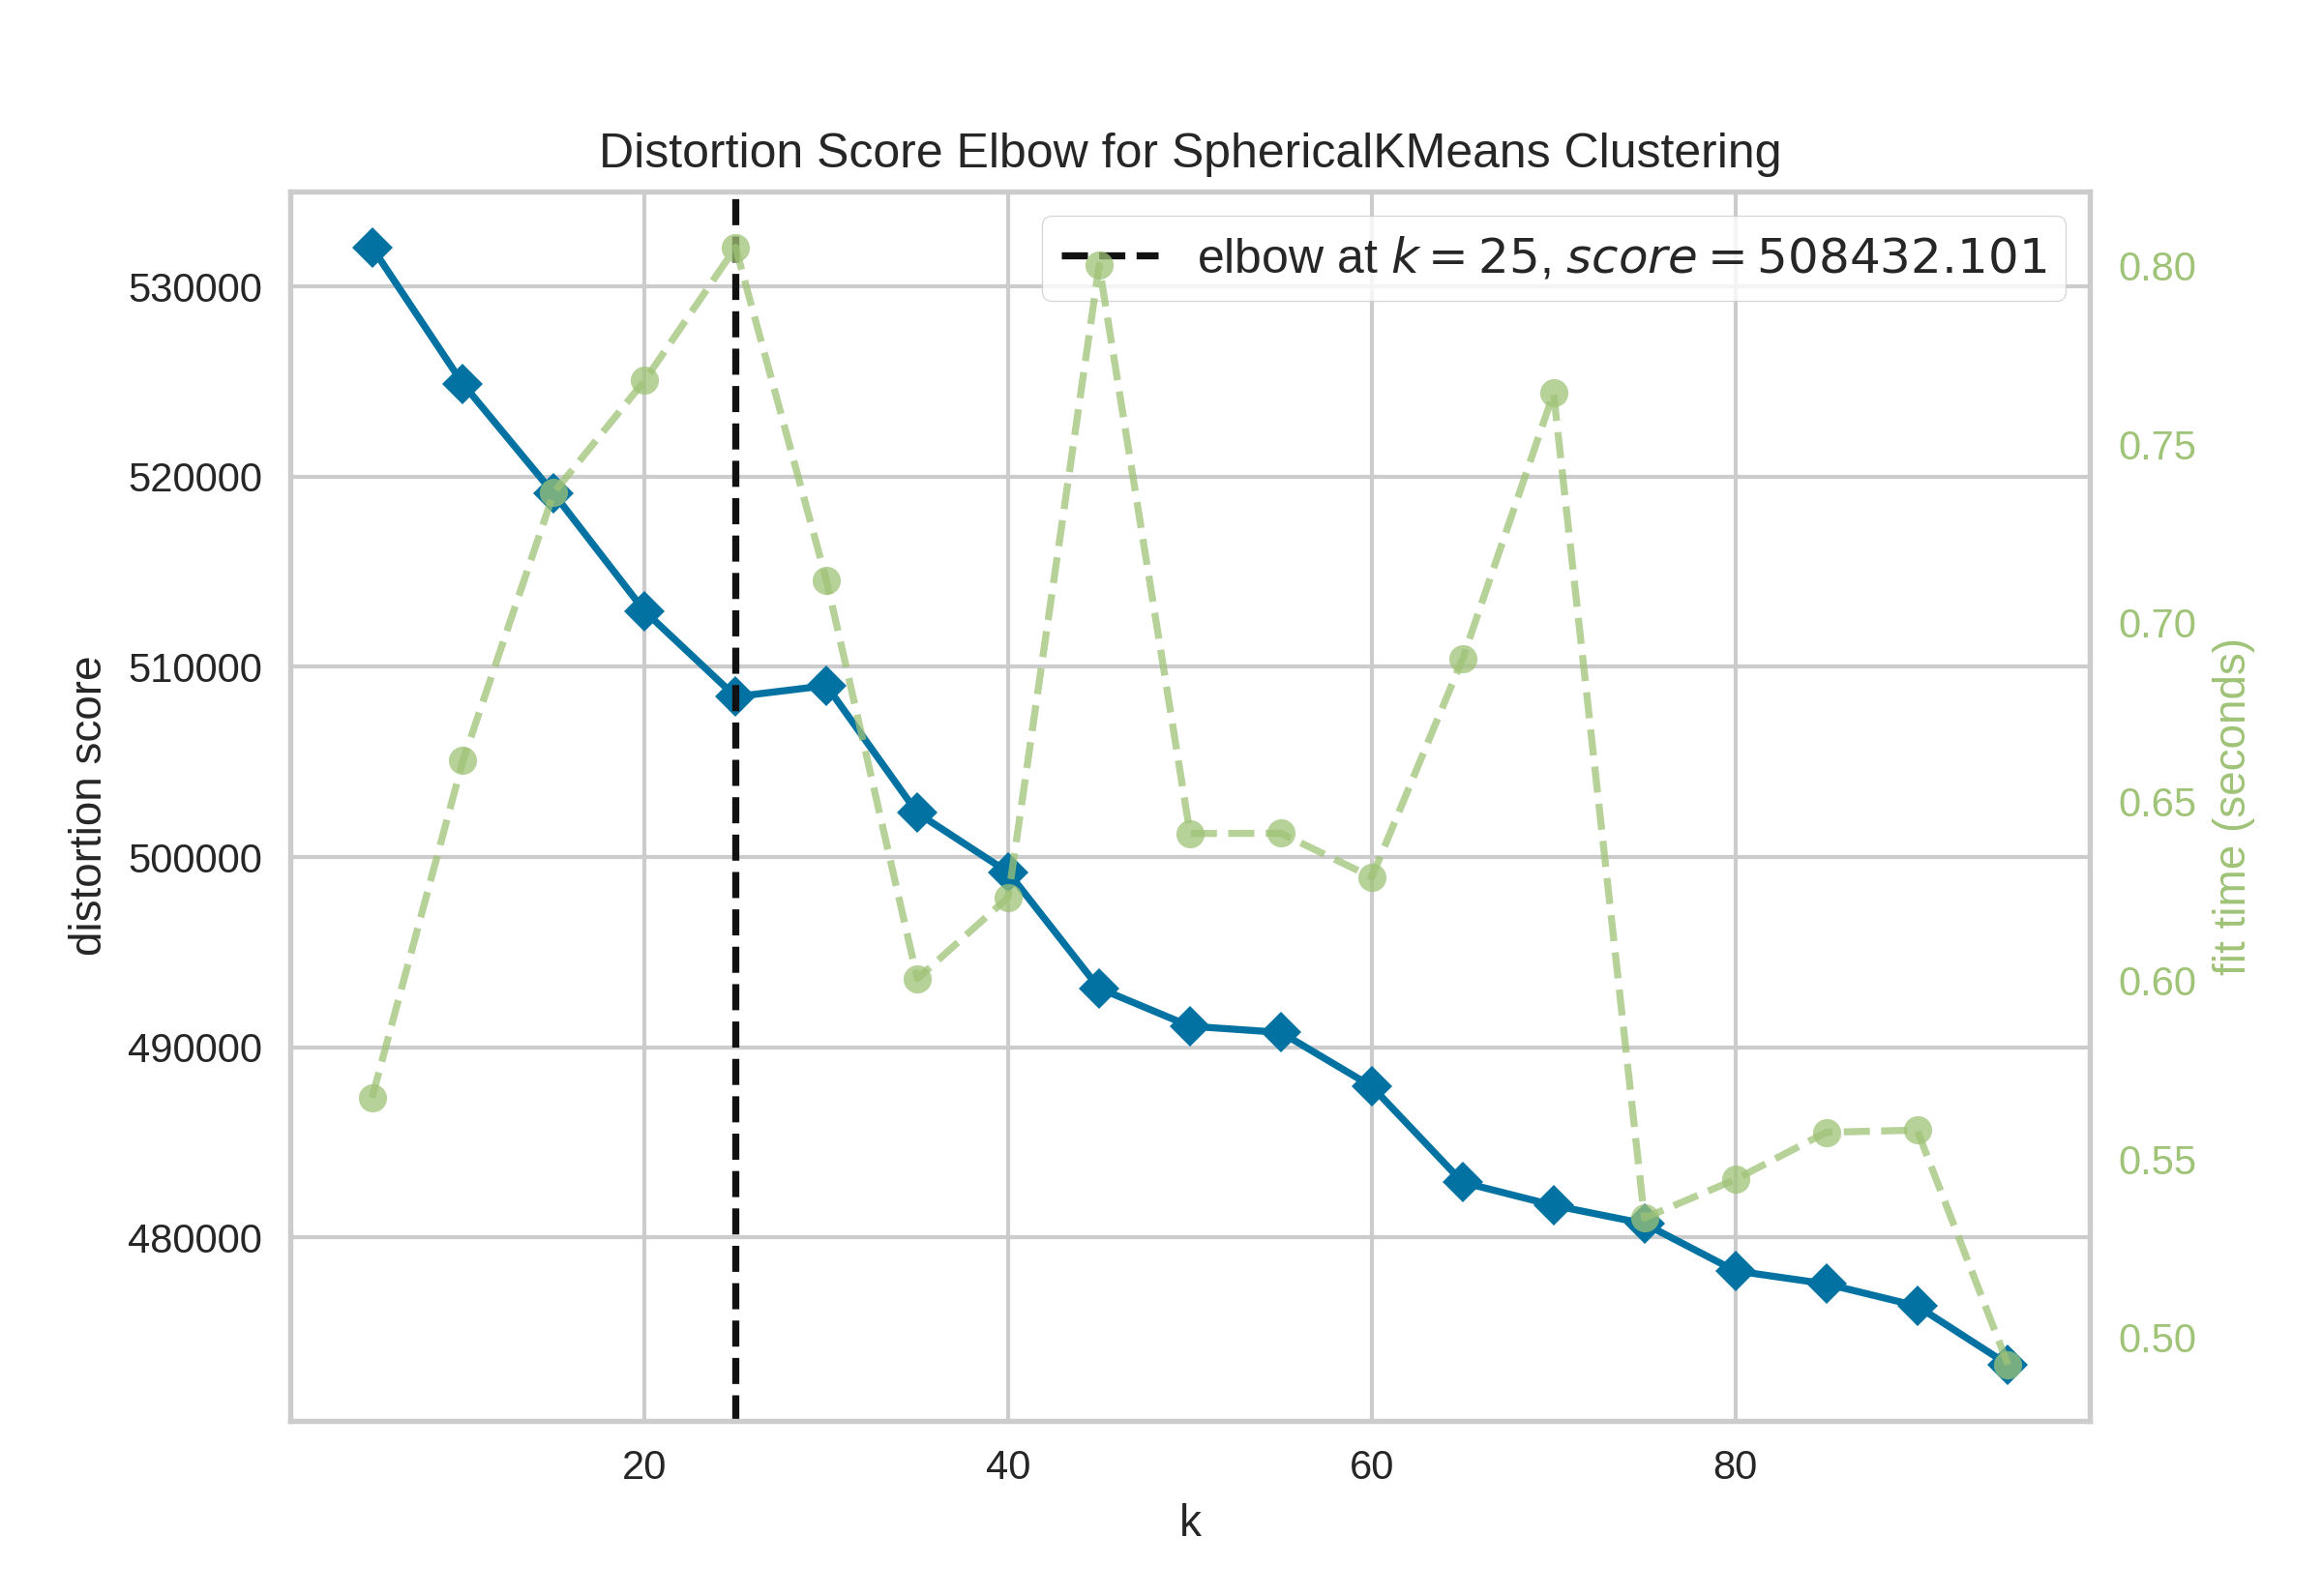 Distortion Score Elbow for SphericalKMeans Clustering
elbow at k = 25, score = 508432.101
530000
520000
510000
500000
490000
480000
distortion score
0.80
0.75
0.70
0.65
0.60
0.55
0.50
fit time (seconds)
20 40 60 80
k